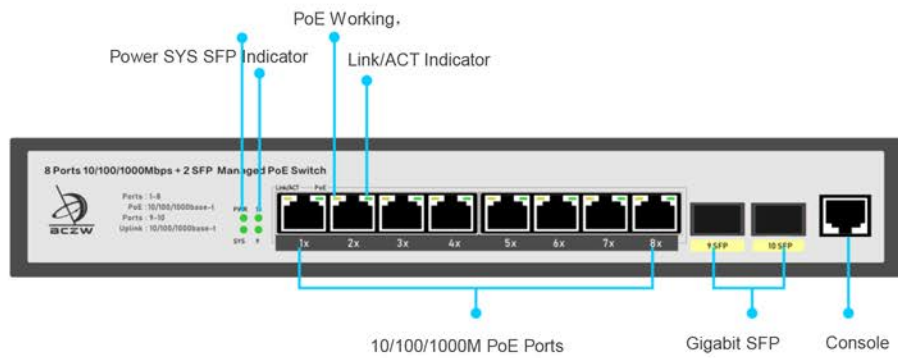 PoE Working,
Power SYS SFP Indicator
Link/ACT Indicator
8 Ports 10/100/1000Mbps + 2 SFP Managed PoE Switch
Link/ACT PoE
Ports : 1-8
PoE : 10/100/1000base-t
Ports : 9-10
Uplink : 10/100/1000base-t
BCZW
PWR 10
SYS 9
1x 2x 3x 4x 5x 6x 7x 8x
9 SFP 10 SFP
10/100/1000M PoE Ports
Gigabit SFP
Console